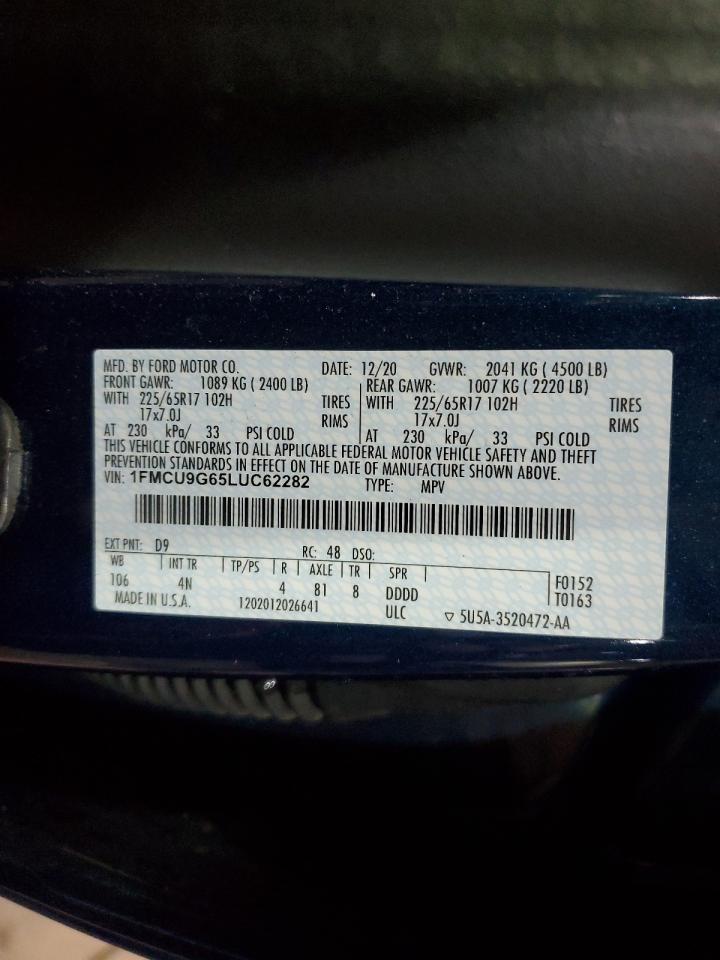 MFD. BY FORD MOTOR CO. DATE: 12/20 GVWR: 2041 KG ( 4500 LB)
FRONT GAWR: 1089 KG ( 2400 LB) REAR GAWR: 1007 KG ( 2220 LB)
WITH 225/65R17 102H TIRES WITH 225/65R17 102H TIRES
17x7.0J RIMS 17x7.0J RIMS
AT 230 kPa/ 33 PSI COLD AT 230 kPa/ 33 PSI COLD
THIS VEHICLE CONFORMS TO ALL APPLICABLE FEDERAL MOTOR VEHICLE SAFETY AND THEFT
PREVENTION STANDARDS IN EFFECT ON THE DATE OF MANUFACTURE SHOWN ABOVE.
VIN: 1FMCU9G65LUC62282 TYPE: MPV
EXT PNT: D9 RC: 48 DSO:
WB INT TR TP/PS R AXLE TR SPR
106 4N 4 81 8 DDDD F0152
MADE IN U.S.A. 1202012026641 ULC T0163
▽ 5U5A-3520472-AA